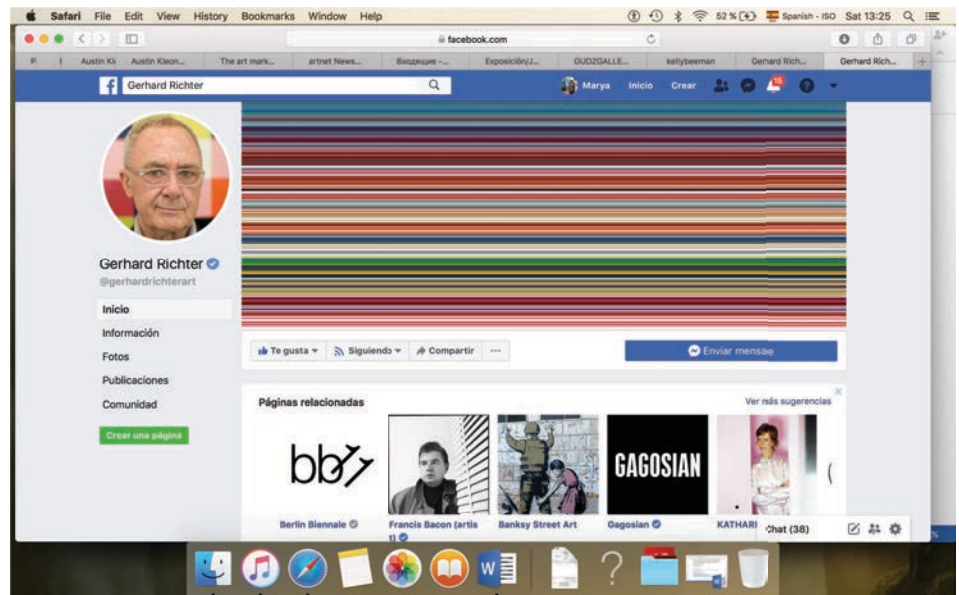 Safari File Edit View History Bookmarks Window Help 52 % Spanish - ISO Sat 13:25
facebook.com
Austin Kleon... The art mark... artnet News... Входящие -... Exposición/J... GUDZGALLE... kellybeeman Gerhard Rich... Gerhard Rich...
Gerhard Richter Marya Inicio Crear 15
Gerhard Richter
@gerhardrichterart
Inicio
Información
Fotos
Publicaciones
Comunidad
Crear una página
Te gusta Siguiendo Compartir ... Enviar mensaje
Páginas relacionadas Ver más sugerencias
GAGOSIAN
Berlin Biennale Francis Bacon (artis Banksy Street Art Gagosian KATHARI Chat (38)
t)
W